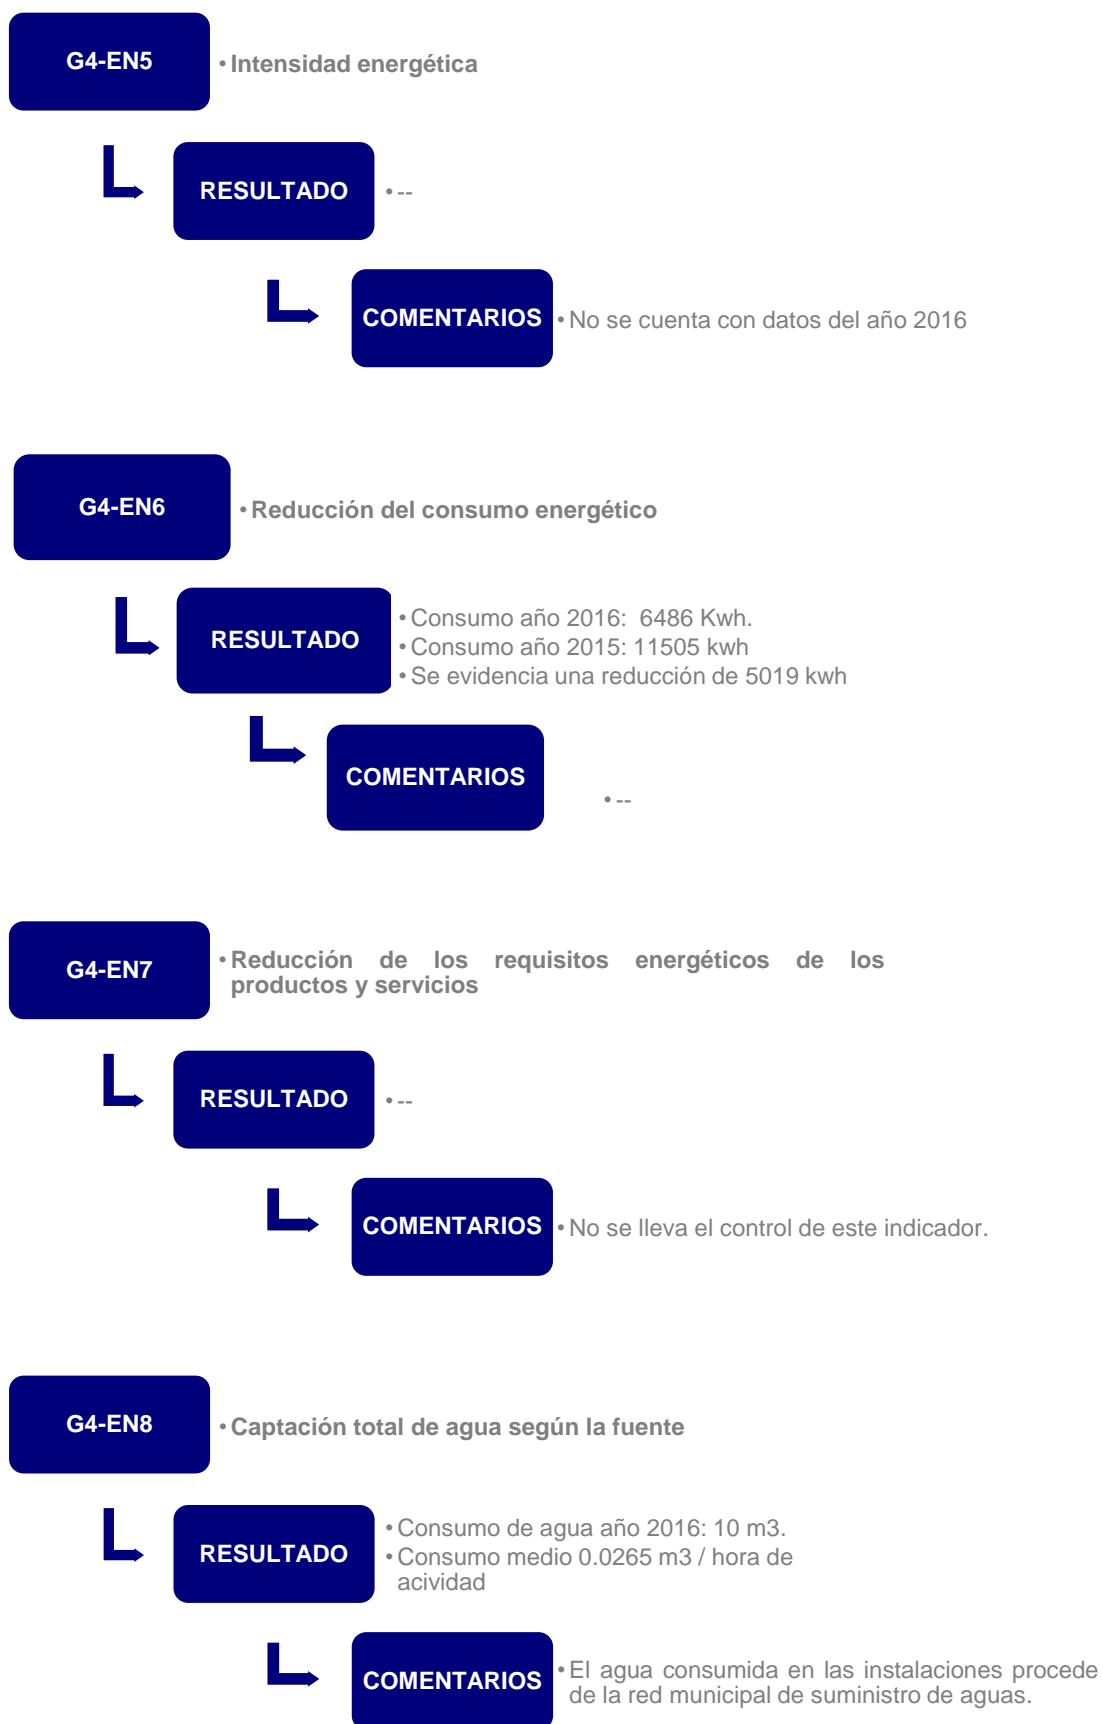 G4-EN5
• Intensidad energética
RESULTADO
• --
COMENTARIOS
• No se cuenta con datos del año 2016
G4-EN6
• Reducción del consumo energético
RESULTADO
• Consumo año 2016:  6486 Kwh.
• Consumo año 2015: 11505 kwh
• Se evidencia una reducción de 5019 kwh
COMENTARIOS
• --
G4-EN7
• Reducción de los requisitos energéticos de los
productos y servicios
RESULTADO
• --
COMENTARIOS
• No se lleva el control de este indicador.
G4-EN8
• Captación total de agua según la fuente
RESULTADO
• Consumo de agua año 2016: 10 m3.
• Consumo medio 0.0265 m3 / hora de
acividad
COMENTARIOS
• El agua consumida en las instalaciones procede
de la red municipal de suministro de aguas.